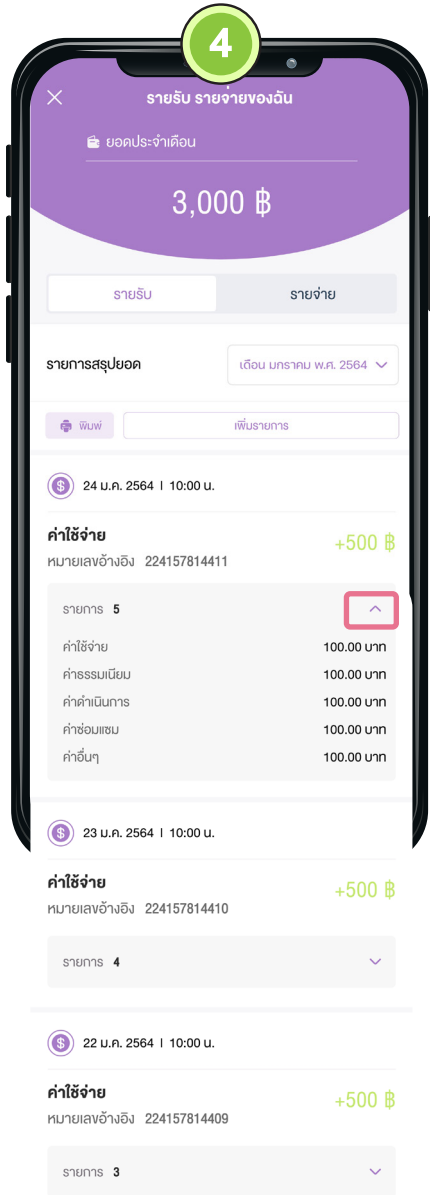 4
รายรับ รายจ่ายของฉัน
ยอดประจำเดือน
3,000 ฿
รายรับ รายจ่าย
รายการสรุปยอด เดือน มกราคม พ.ศ. 2564
พิมพ์ เพิ่มรายการ
24 ม.ค. 2564 | 10:00 น.
ค่าใช้จ่าย +500 ฿
หมายเลขอ้างอิง 224157814411
รายการ 5
ค่าใช้จ่าย 100.00 บาท
ค่าธรรมเนียม 100.00 บาท
ค่าดำเนินการ 100.00 บาท
ค่าซ่อมแซม 100.00 บาท
ค่าอื่นๆ 100.00 บาท
23 ม.ค. 2564 | 10:00 น.
ค่าใช้จ่าย +500 ฿
หมายเลขอ้างอิง 224157814410
รายการ 4
22 ม.ค. 2564 | 10:00 น.
ค่าใช้จ่าย +500 ฿
หมายเลขอ้างอิง 224157814409
รายการ 3